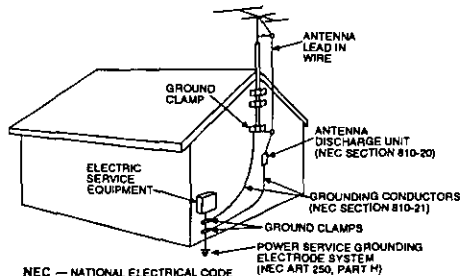 ANTENNA
LEAD IN
WIRE
GROUND
CLAMP
ANTENNA
DISCHARGE UNIT
(NEC SECTION 810-20)
ELECTRIC
SERVICE
EQUIPMENT
GROUNDING CONDUCTORS
(NEC SECTION 810-21)
GROUND CLAMPS
POWER SERVICE GROUNDING
ELECTRODE SYSTEM
(NEC ART 250, PART H)
NEC — NATIONAL ELECTRICAL CODE